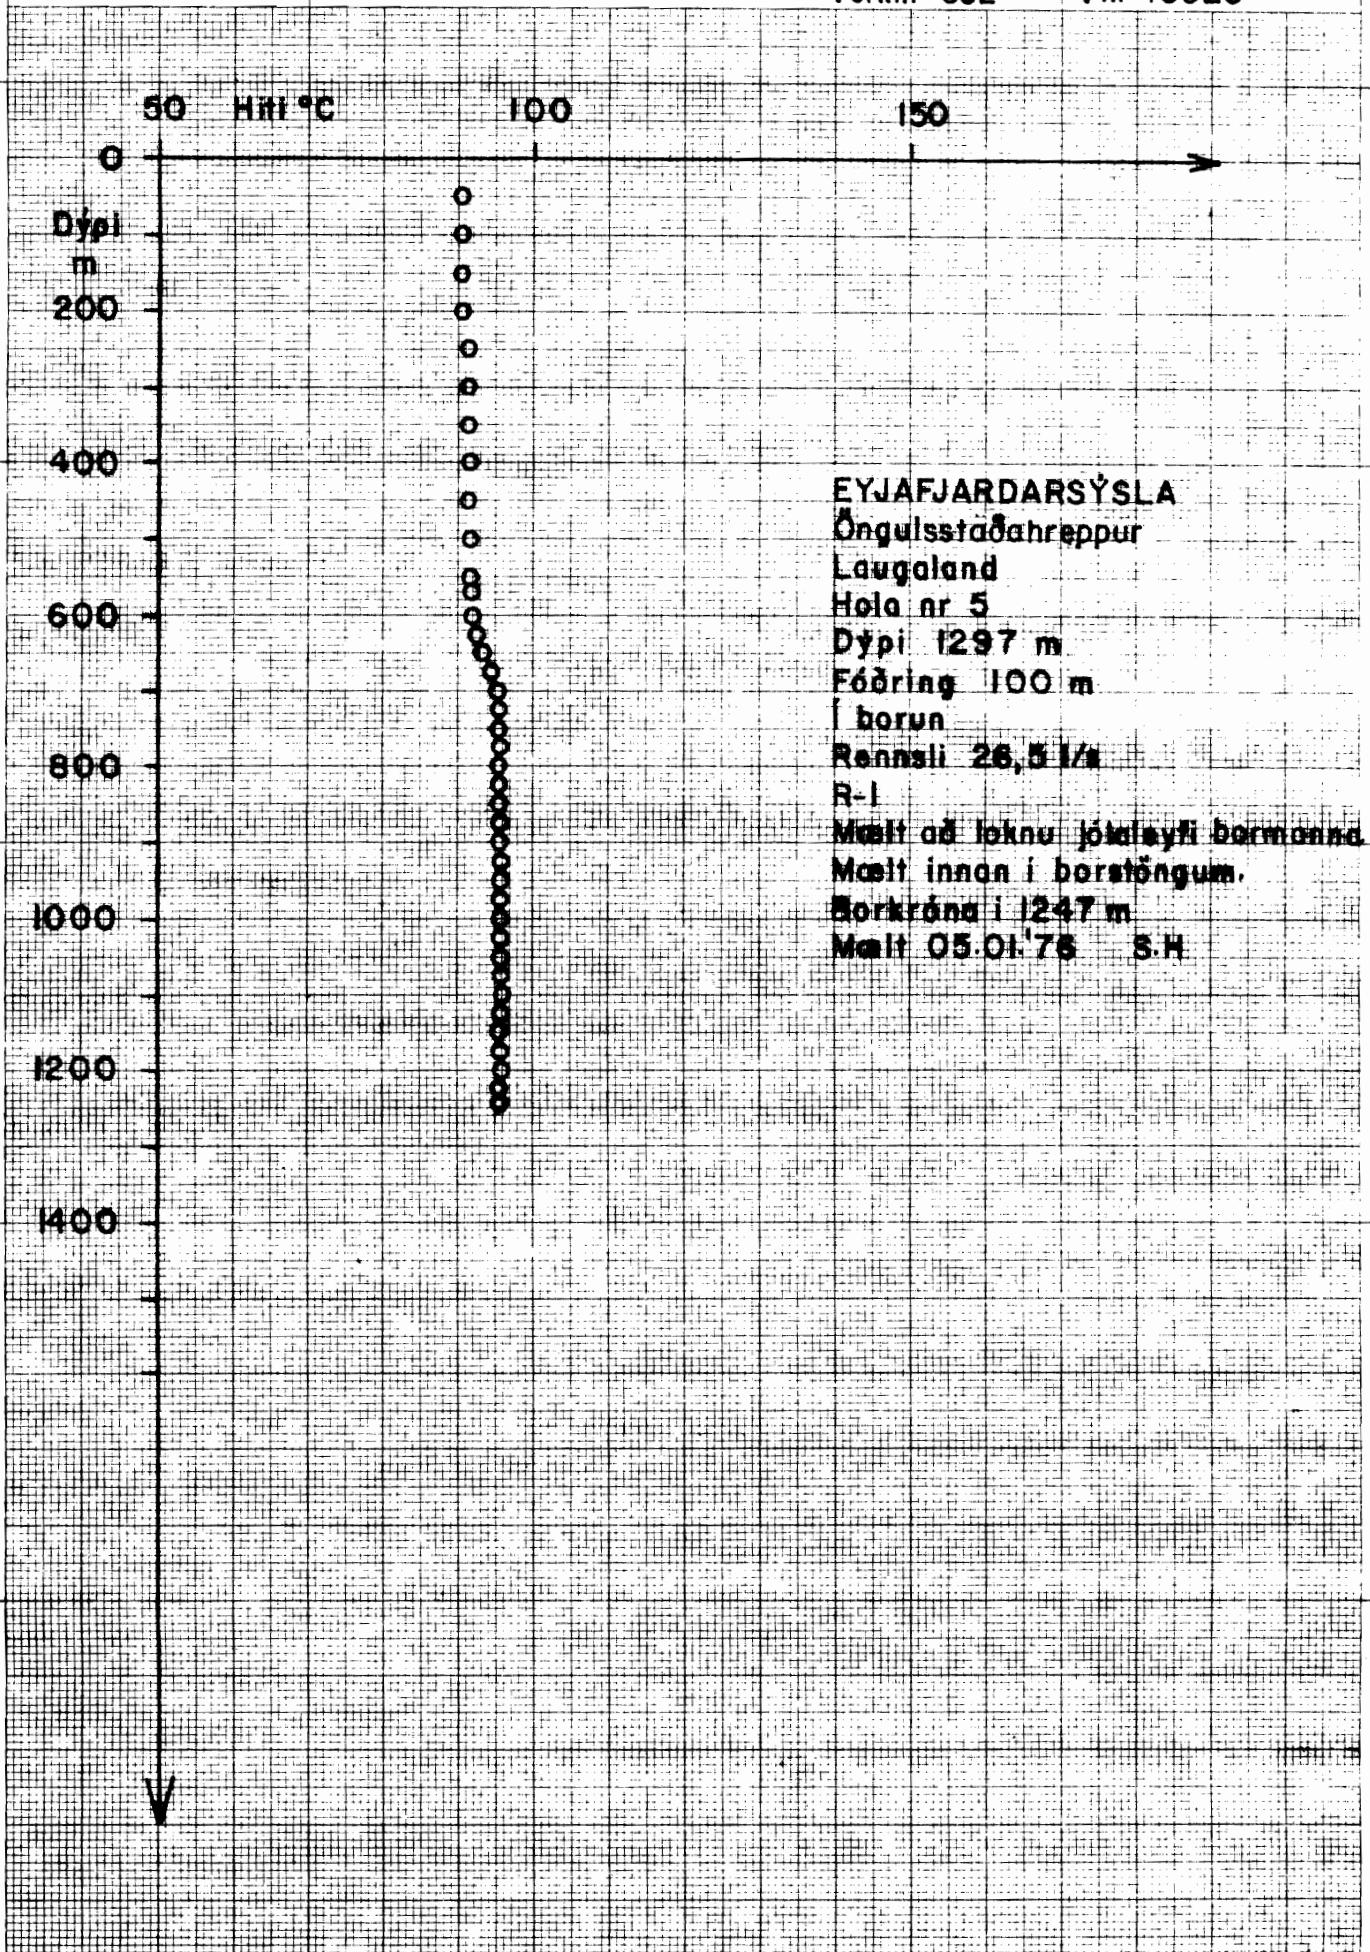 50 Hiti °C 100 150
0
Dýpi
m
200
400
600
800
1000
1200
1400
EYJAFJARDARSÝSLA
Öngulsstaðahreppur
Laugaland
Hola nr 5
Dýpi 1297 m
Fóðring 100 m
Í borun
Rennsli 26,5 l/s
R-1
Mælt að loknu jólaleyfi bormanna
Mælt innan í borstöngum.
Borkróna í 1247 m
Mælt 05.01.'76 S.H